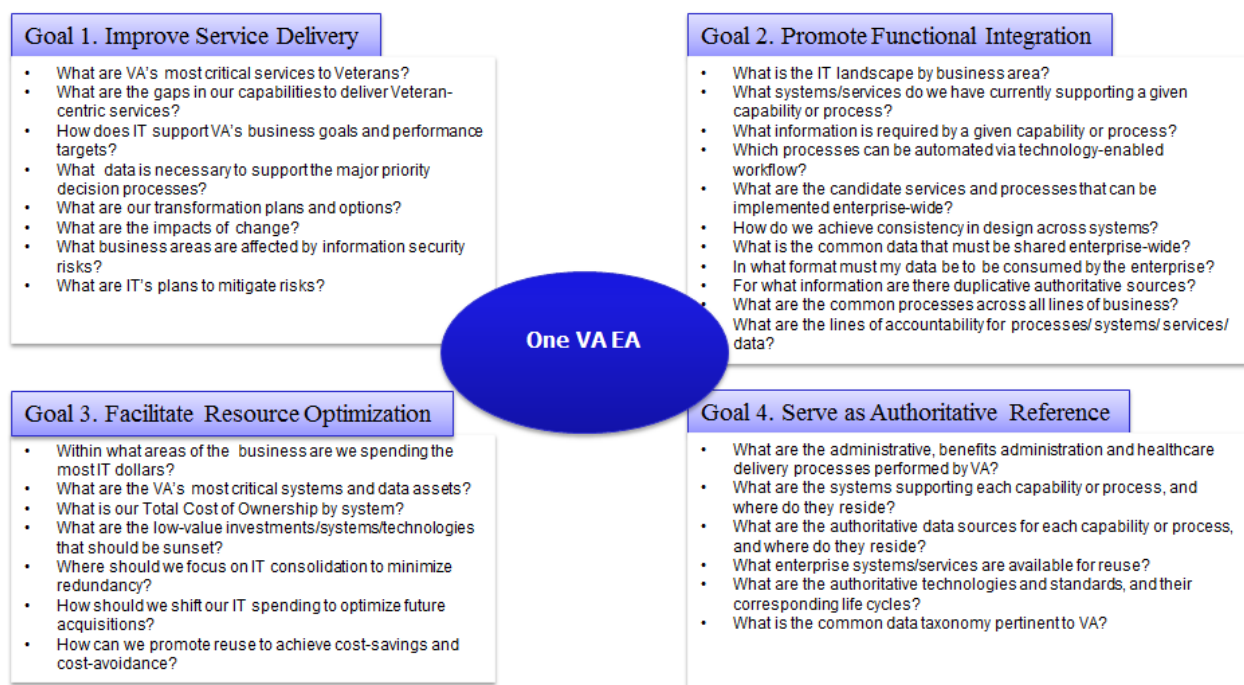 Goal 1. Improve Service Delivery
• What are VA's most critical services to Veterans?
• What are the gaps in our capabilities to deliver Veteran-
centric services?
• How does IT support VA's business goals and performance
targets?
• What data is necessary to support the major priority
decision processes?
• What are our transformation plans and options?
• What are the impacts of change?
• What business areas are affected by information security
risks?
• What are IT's plans to mitigate risks?
Goal 2. Promote Functional Integration
• What is the IT landscape by business area?
• What systems/services do we have currently supporting a given
capability or process?
• What information is required by a given capability or process?
• Which processes can be automated via technology-enabled
workflow?
• What are the candidate services and processes that can be
implemented enterprise-wide?
• How do we achieve consistency in design across systems?
• What is the common data that must be shared enterprise-wide?
• In what format must my data be to be consumed by the enterprise?
• For what information are there duplicative authoritative sources?
• What are the common processes across all lines of business?
• What are the lines of accountability for processes/ systems/ services/
data?
One VA EA
Goal 3. Facilitate Resource Optimization
• Within what areas of the business are we spending the
most IT dollars?
• What are the VA's most critical systems and data assets?
• What is our Total Cost of Ownership by system?
• What are the low-value investments/systems/technologies
that should be sunset?
• Where should we focus on IT consolidation to minimize
redundancy?
• How should we shift our IT spending to optimize future
acquisitions?
• How can we promote reuse to achieve cost-savings and
cost-avoidance?
Goal 4. Serve as Authoritative Reference
• What are the administrative, benefits administration and healthcare
delivery processes performed by VA?
• What are the systems supporting each capability or process, and
where do they reside?
• What are the authoritative data sources for each capability or process,
and where do they reside?
• What enterprise systems/services are available for reuse?
• What are the authoritative technologies and standards, and their
corresponding life cycles?
• What is the common data taxonomy pertinent to VA?